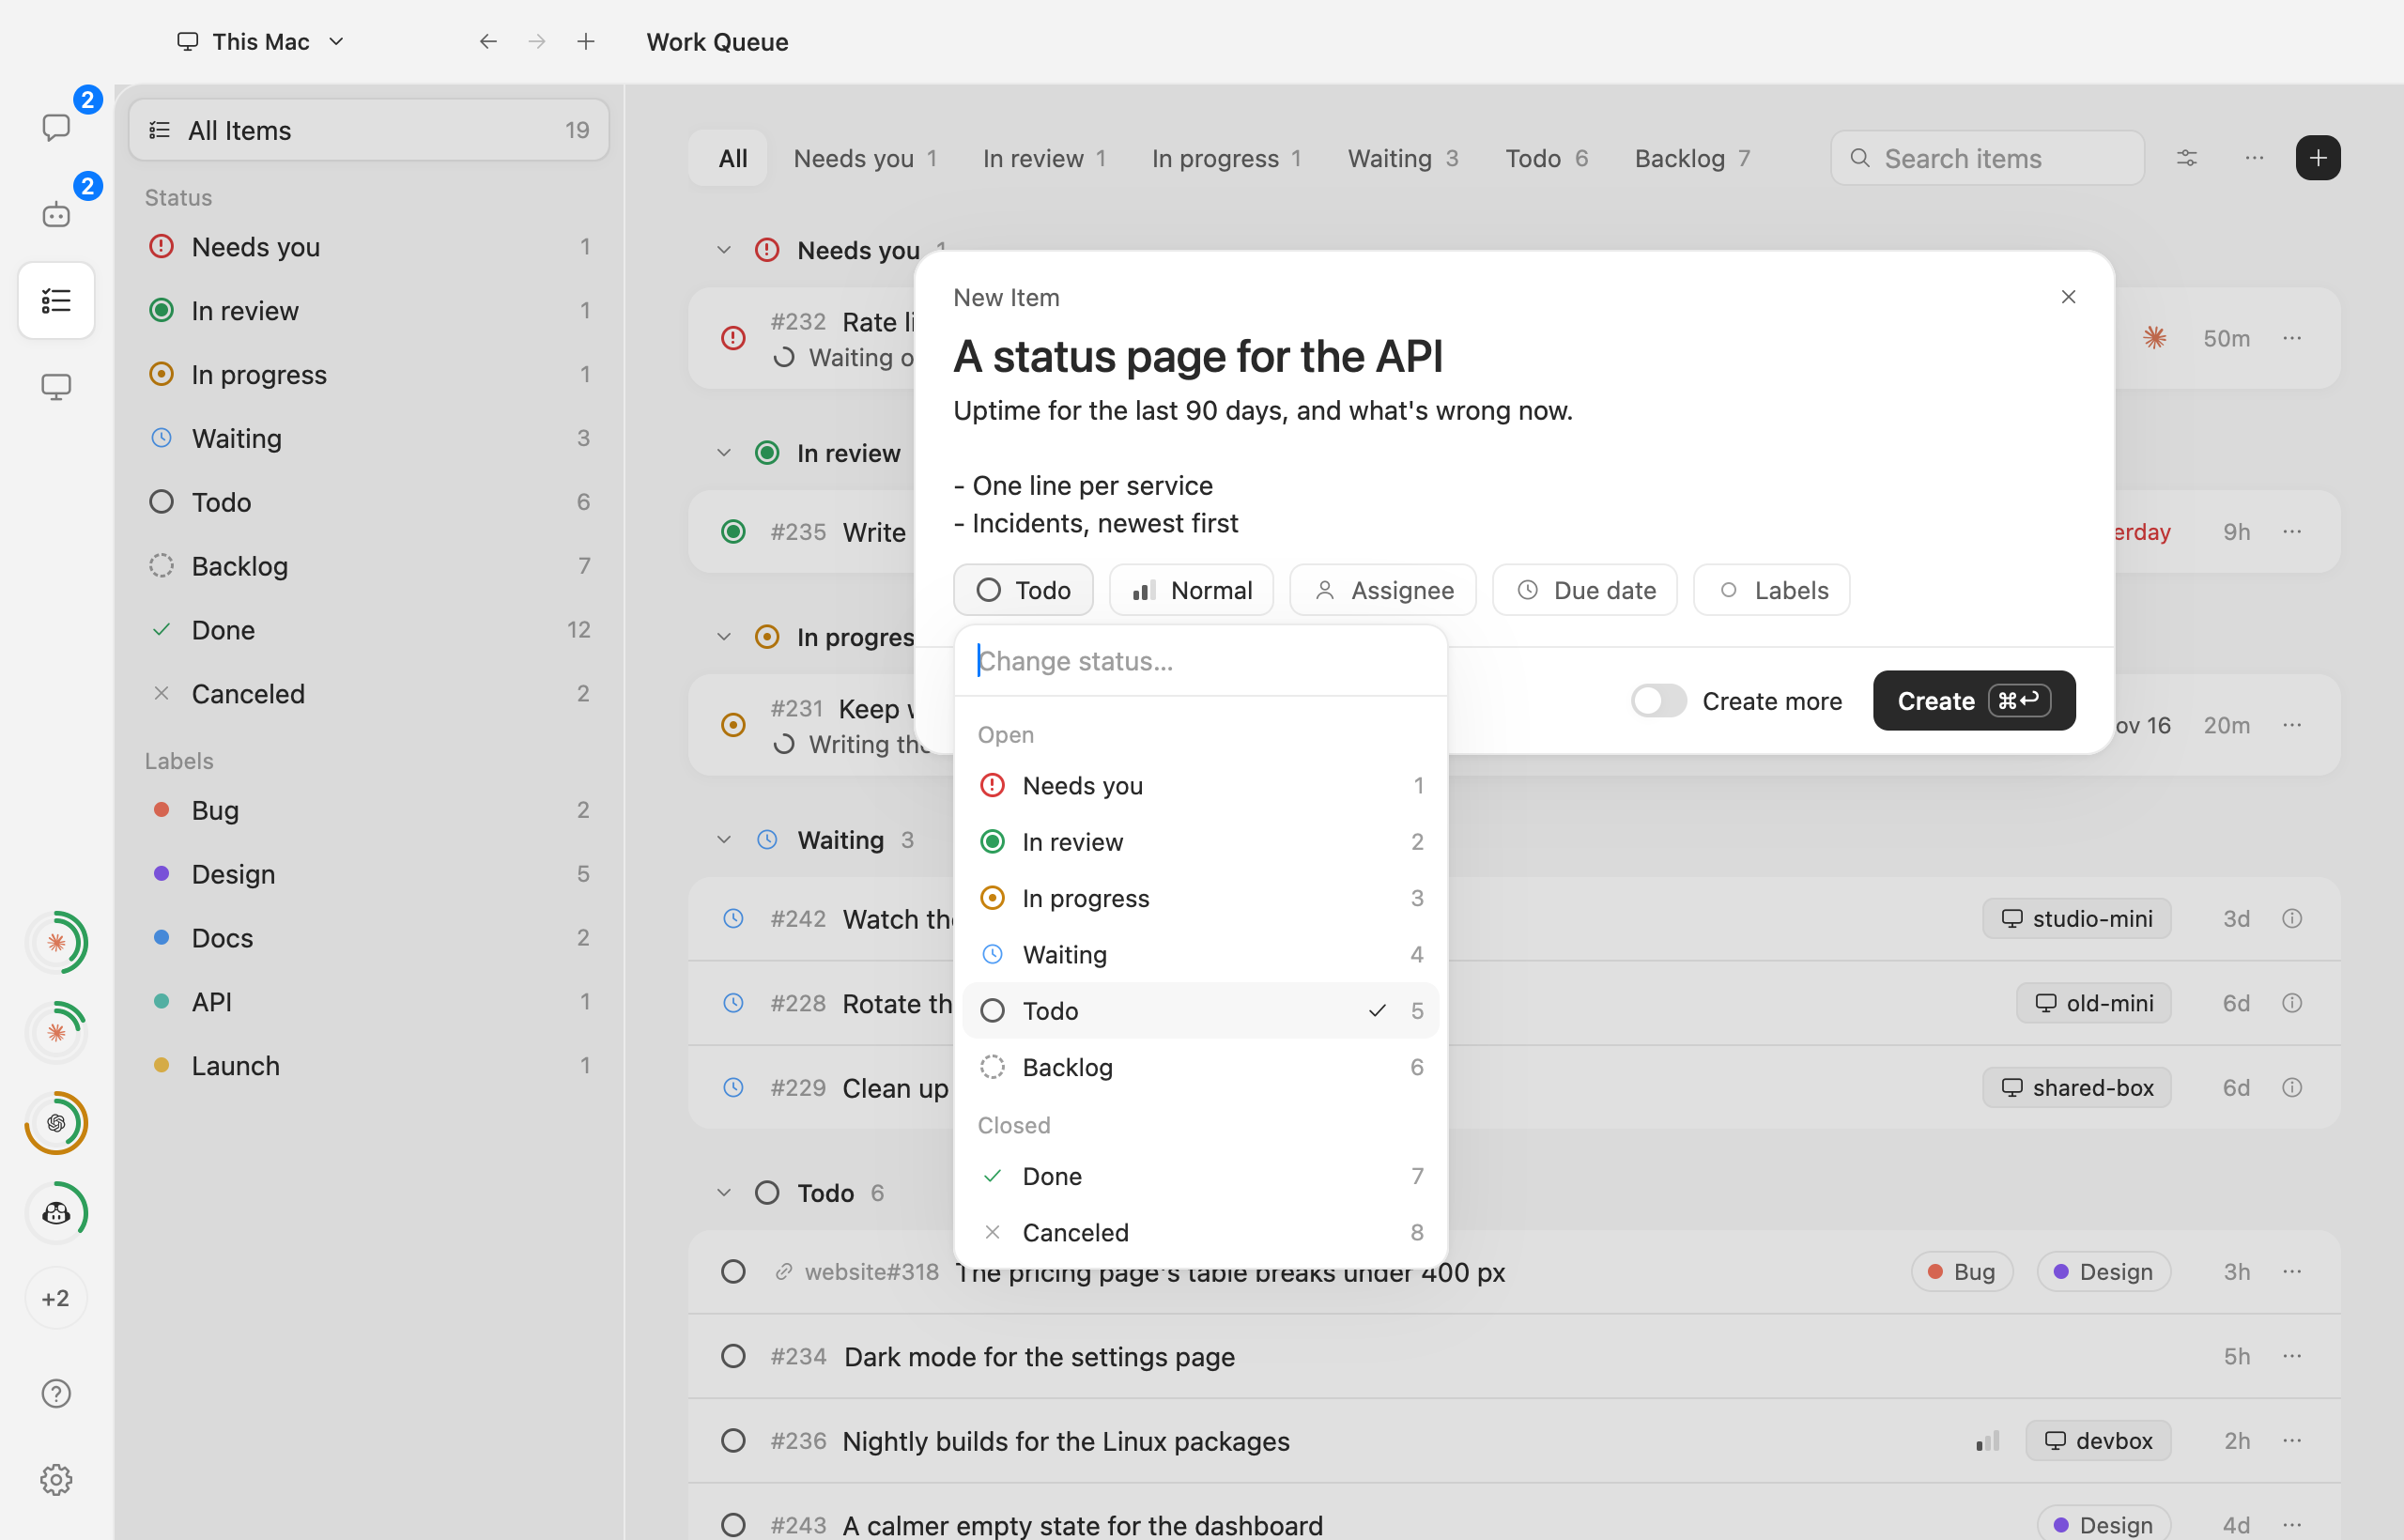 This Mac
Work Queue
2
2
All Items 19
Status
Needs you 1
In review 1
In progress 1
Waiting 3
Todo 6
Backlog 7
Done 12
Canceled 2
Labels
Bug 2
Design 5
Docs 2
API 1
Launch 1
+2
All Needs you 1 In review 1 In progress 1 Waiting 3 Todo 6 Backlog 7 Search items
Needs you
#232 Rate 50m
Waiting
In review
#235 Write 9h
In
#231 Keep 16 20m
Writing
Waiting 3
#242 Watch studio-mini 3d
#228 Rotate old-mini 6d
#229 Clean up shared-box 6d
Todo 6
website#318 The pricing page's table breaks under 400 px Bug Design 3h
#234 Dark mode for the settings page 5h
#236 Nightly builds for the Linux packages devbox 2h
#243 A calmer empty state for the dashboard Design 4d
New Item
A status page for the API
Uptime for the last 90 days, and what's wrong now.
- One line per service
- Incidents, newest first
Todo Normal Assignee Due date Labels
Create more Create ⌘↩
Change status...
Open
Needs you 1
In review 2
In progress 3
Waiting 4
Todo 5
Backlog 6
Closed
Done 7
Canceled 8